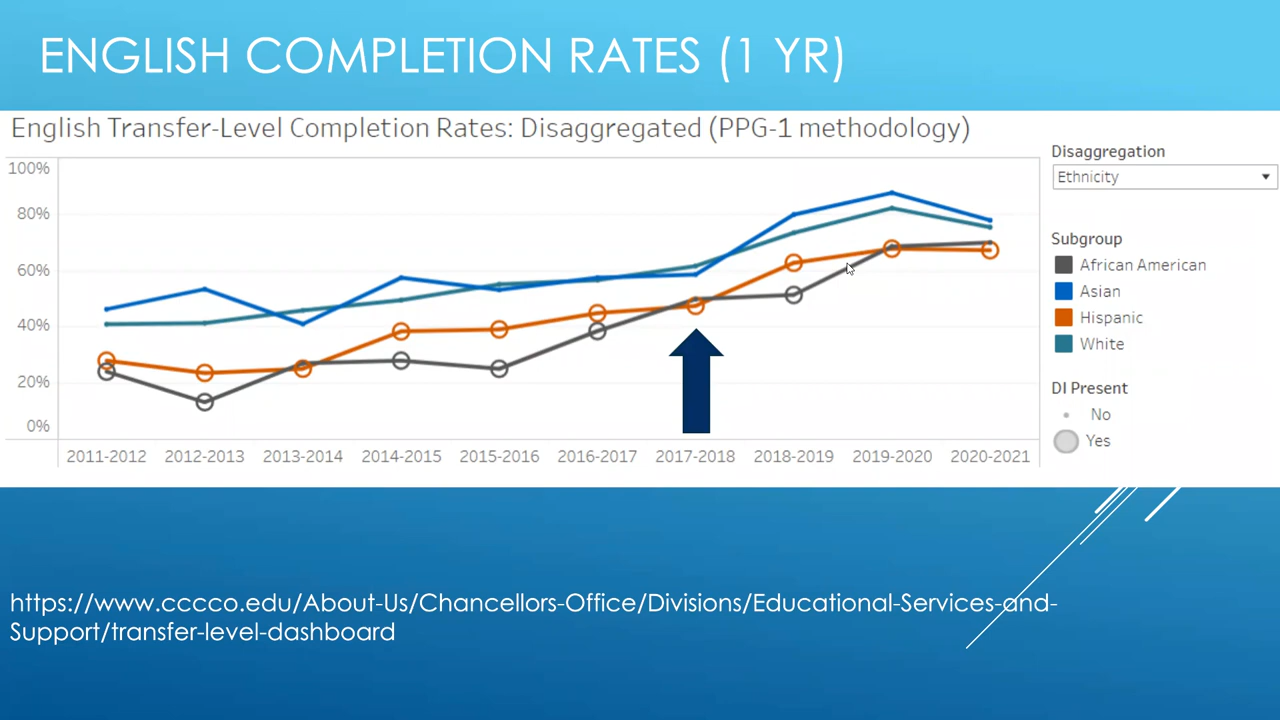 ENGLISH COMPLETION RATES (1 YR)
English Transfer-Level Completion Rates: Disaggregated (PPG-1 methodology)
100%
80%
60%
40%
20%
0%
2011-2012 2012-2013 2013-2014 2014-2015 2015-2016 2016-2017 2017-2018 2018-2019 2019-2020 2020-2021
Disaggregation
Ethnicity
Subgroup
African American
Asian
Hispanic
White
DI Present
No
Yes
https://www.cccco.edu/About-Us/Chancellors-Office/Divisions/Educational-Services-and-
Support/transfer-level-dashboard